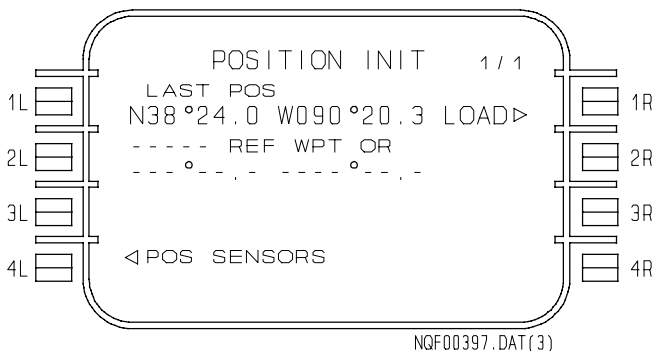 POSITION INIT 1/1
LAST POS
1L N38°24.0 W090°20.3 LOAD▷ 1R
----- REF WPT OR
2L ---°--.- ----°--.- 2R
3L 3R
4L ◁POS SENSORS 4R
NQF00397.DAT(3)